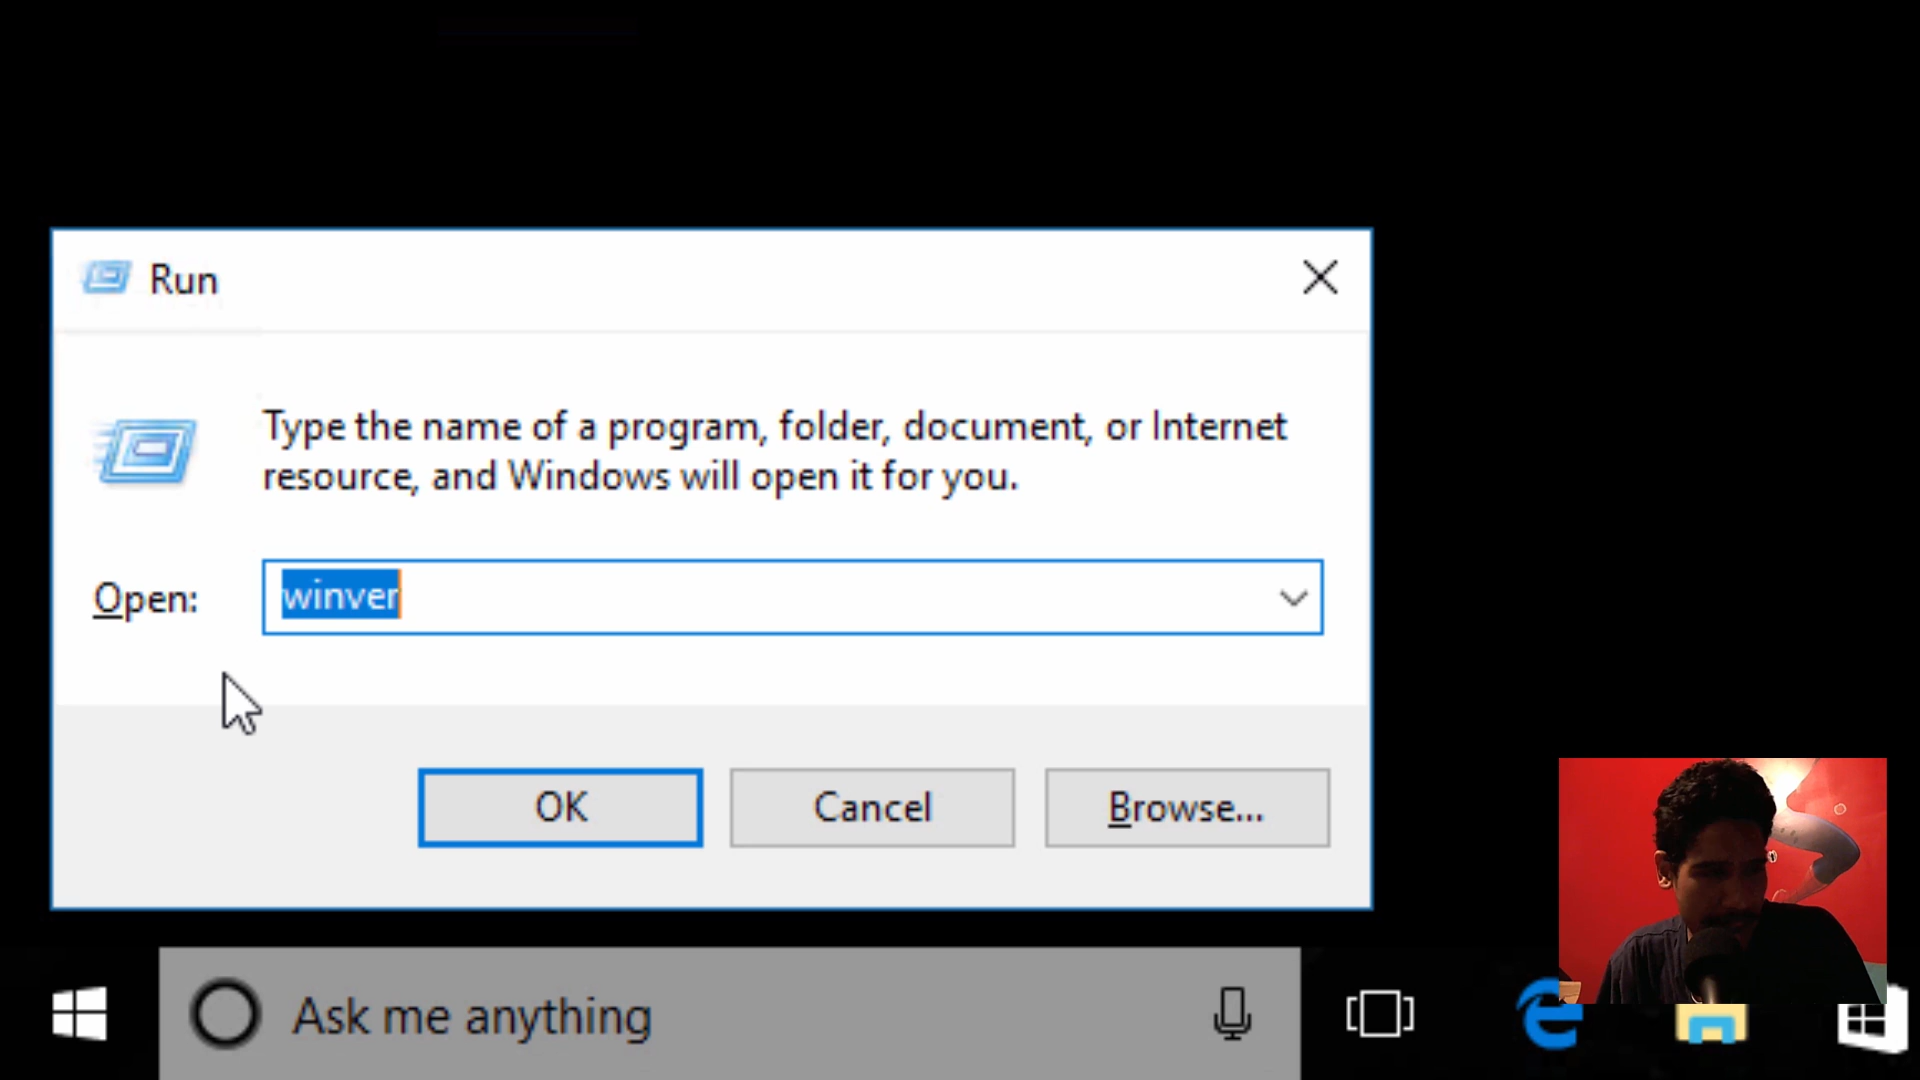 Run
Type the name of a program, folder, document, or Internet
resource, and Windows will open it for you.
Open: winver
OK Cancel Browse...
Ask me anything